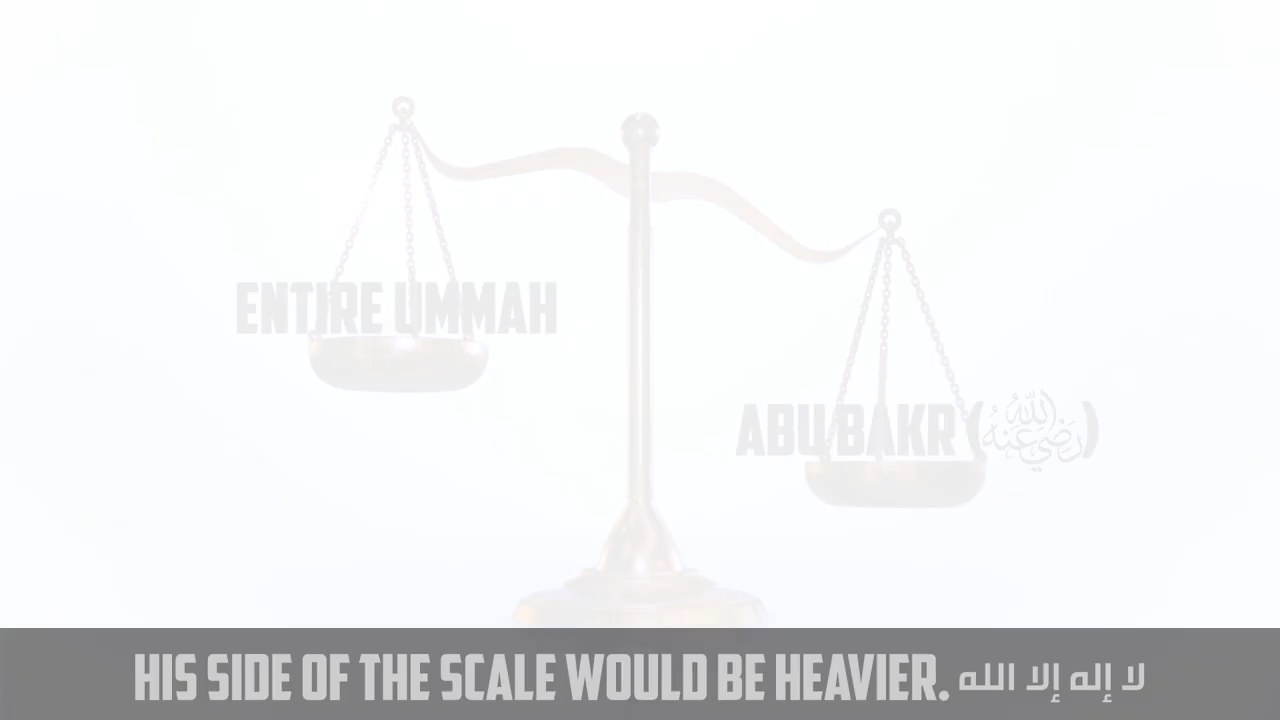 ENTIRE UMMAH
ABU BAKR (رضي الله عنه)
HIS SIDE OF THE SCALE WOULD BE HEAVIER. لا إله إلا الله